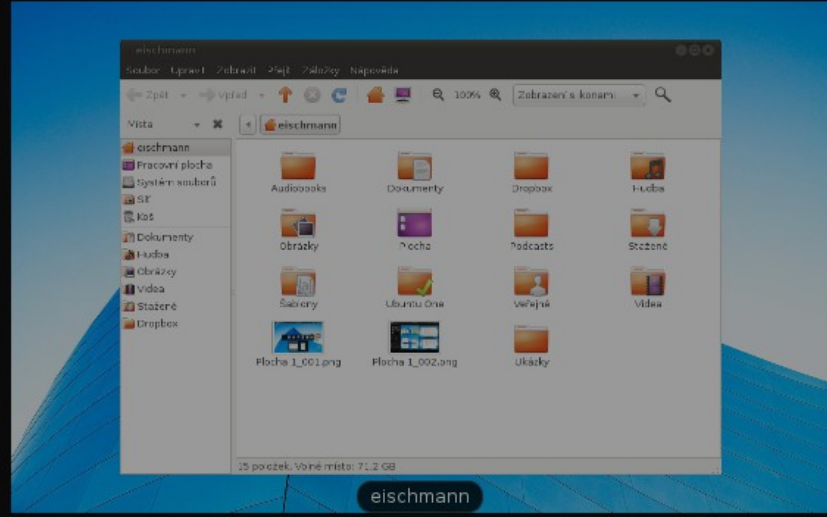 eischmann
Soubor Upravit Zobrazit Přejít Záložky Nápověda
Zpět Vpřed 100% Zobrazení s ikonami
Místa eischmann
eischmann
Pracovní plocha
Systém souborů
Síť
Koš
Dokumenty
Hudba
Obrázky
Videa
Stažené
Dropbox
Audiobooks Dokumenty Dropbox Hudba
Obrázky Plocha Podcasts Stažené
Šablony Ubuntu One Veřejné Videa
Plocha 1_001.png Plocha 1_002.png Ukázky
15 položek, Volné místo: 71,2 GB
eischmann